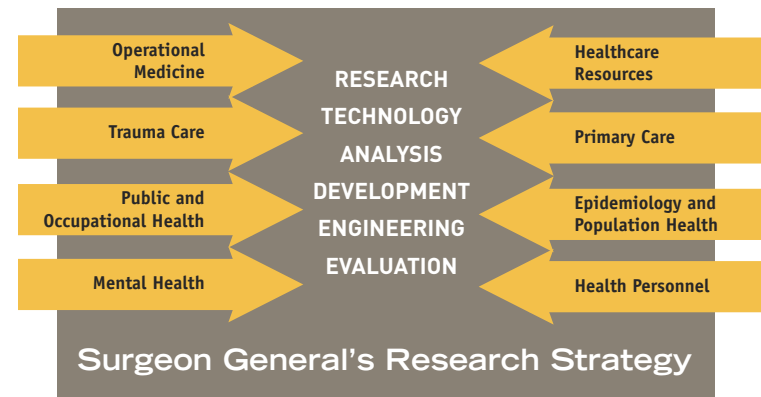 Operational
Medicine
Trauma Care
Public and
Occupational Health
Mental Health
RESEARCH
TECHNOLOGY
ANALYSIS
DEVELOPMENT
ENGINEERING
EVALUATION
Healthcare
Resources
Primary Care
Epidemiology and
Population Health
Health Personnel
Surgeon General's Research Strategy